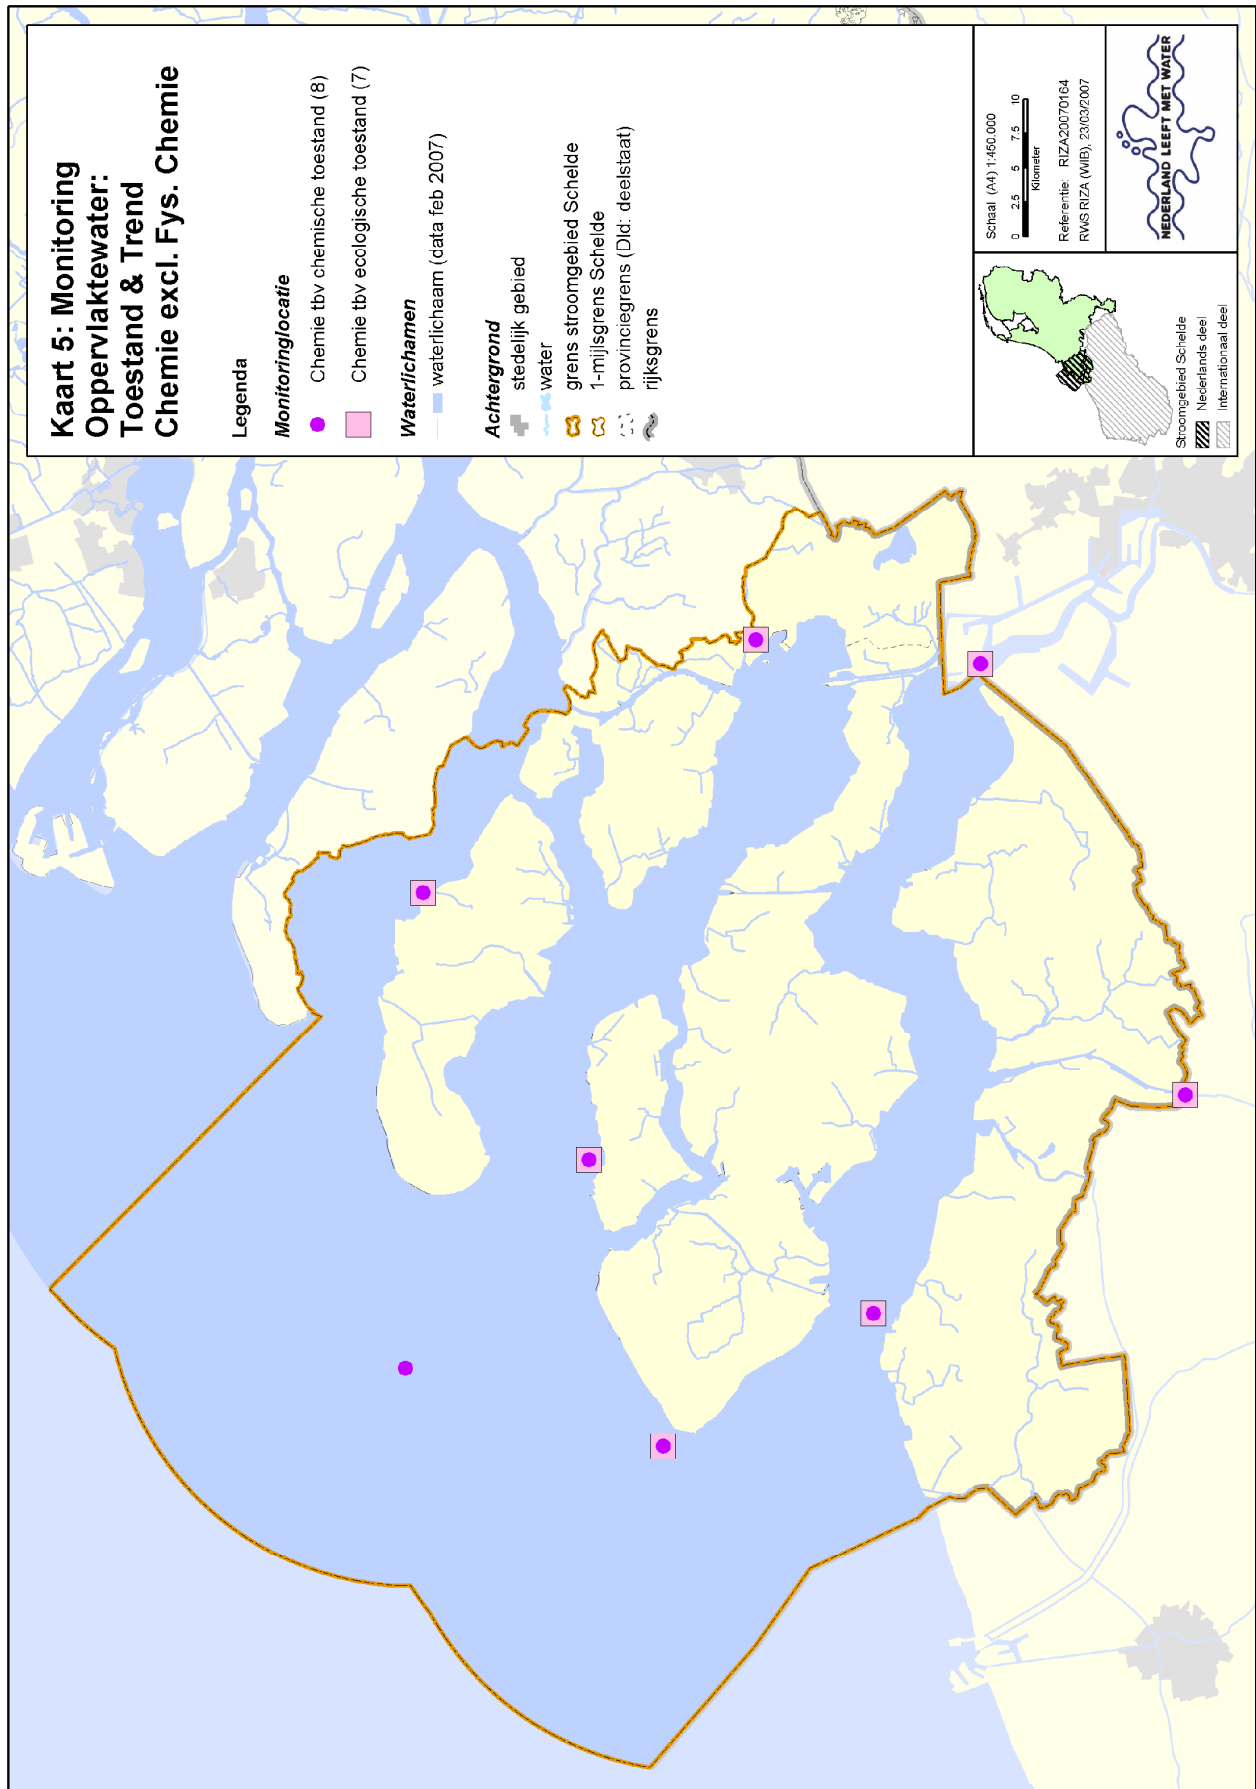 Kaart 5: Monitoring
Oppervlaktewater:
Toestand & Trend
Chemie excl. Fys. Chemie
Legenda
Monitoringlocatie
Chemie tbv chemische toestand (8)
Chemie tbv ecologische toestand (7)
Waterlichamen
waterlichaam (data feb 2007)
Achtergrond
stedelijk gebied
water
grens stroomgebied Schelde
1-mijlsgrens Schelde
provinciegrens (Dld: deelstaat)
rijksgrens
Stroomgebied Schelde
Nederlands deel
Internationaal deel
Schaal (A4) 1:450.000
0 2.5 5 7.5 10
Kilometer
Referentie: RIZA20070164
RWS RIZA (WIB), 23/03/2007
NEDERLAND LEEFT MET WATER